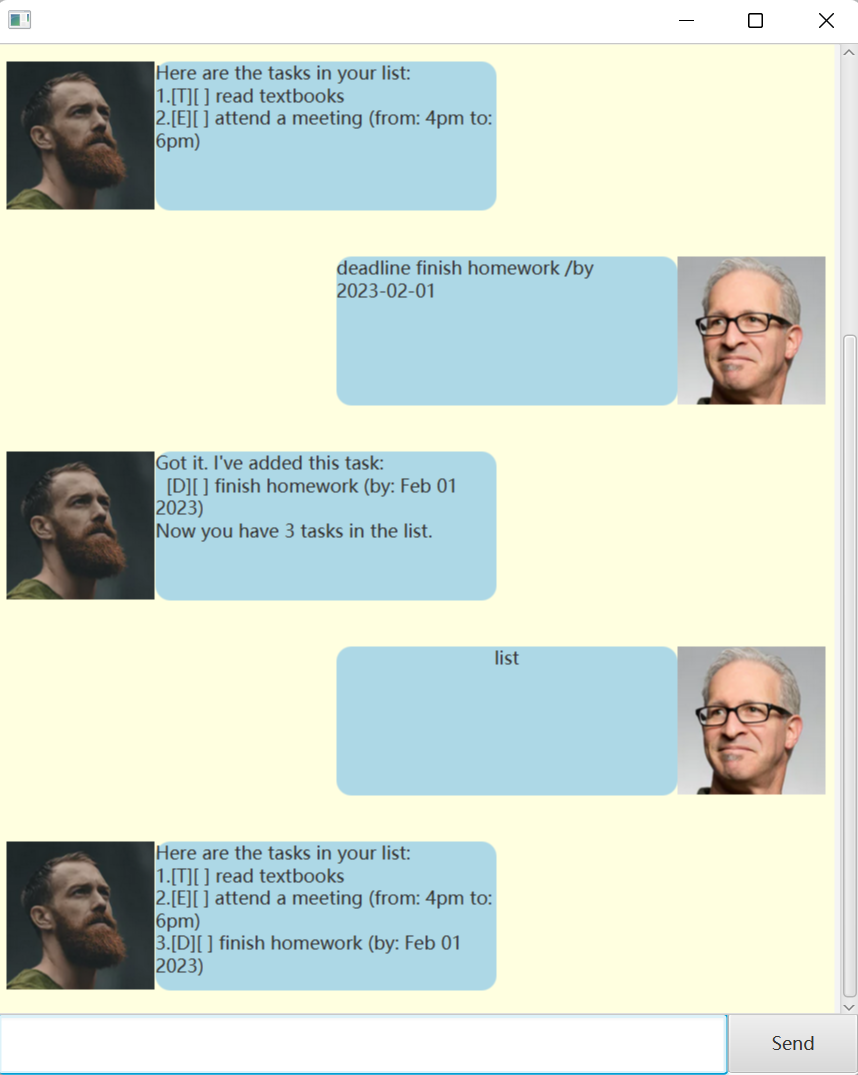 Here are the tasks in your list:
1.[T][ ] read textbooks
2.[E][ ] attend a meeting (from: 4pm to:
6pm)
deadline finish homework /by
2023-02-01
Got it. I've added this task:
  [D][ ] finish homework (by: Feb 01
2023)
Now you have 3 tasks in the list.
list
Here are the tasks in your list:
1.[T][ ] read textbooks
2.[E][ ] attend a meeting (from: 4pm to:
6pm)
3.[D][ ] finish homework (by: Feb 01
2023)
Send